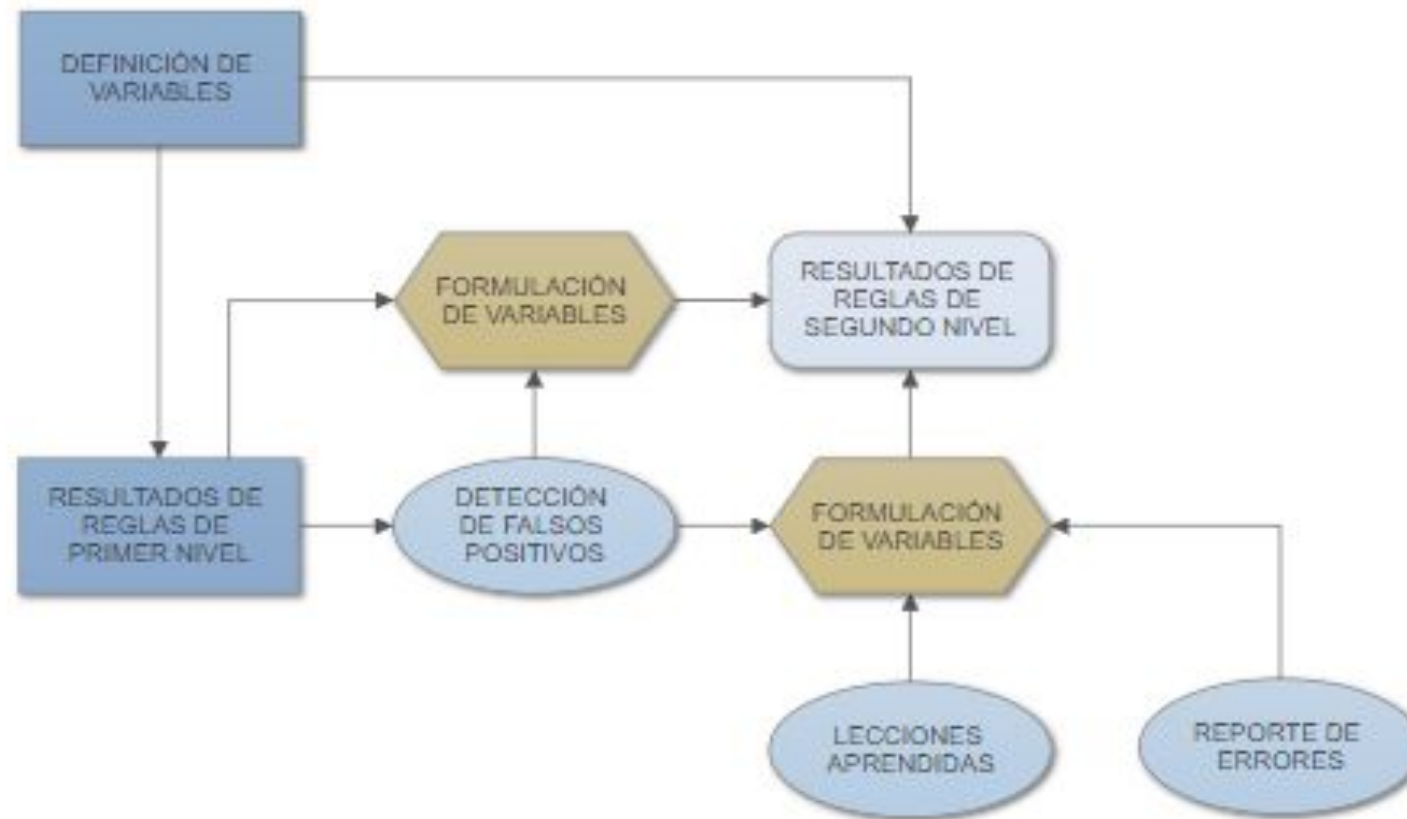 DEFINICIÓN DE
VARIABLES
FORMULACIÓN
DE VARIABLES
RESULTADOS DE
REGLAS DE
SEGUNDO NIVEL
RESULTADOS DE
REGLAS DE
PRIMER NIVEL
DETECCIÓN
DE FALSOS
POSITIVOS
FORMULACIÓN
DE VARIABLES
LECCIONES
APRENDIDAS
REPORTE DE
ERRORES